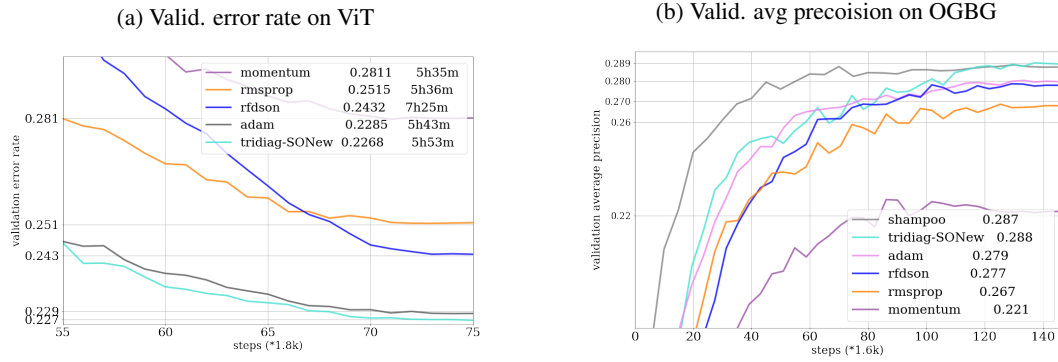 (a) Valid. error rate on ViT
momentum 0.2811 5h35m
rmsprop 0.2515 5h36m
rfdson 0.2432 7h25m
adam 0.2285 5h43m
tridiag-SONew 0.2268 5h53m
validation error rate
0.281
0.251
0.243
0.229
0.227
55 60 65 70 75
steps (*1.8k)
(b) Valid. avg precoision on OGBG
validation average precision
0.289
0.280
0.270
0.26
0.22
shampoo 0.287
tridiag-SONew 0.288
adam 0.279
rfdson 0.277
rmsprop 0.267
momentum 0.221
0 20 40 60 80 100 120 140
steps (*1.6k)